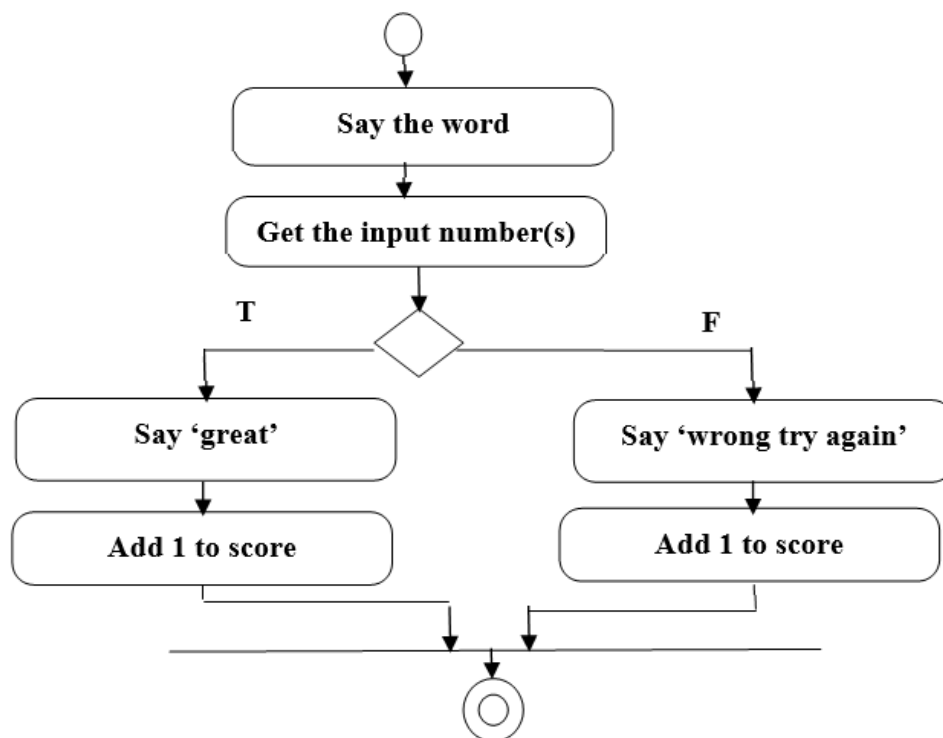 Say the word
Get the input number(s)
T
F
Say ‘great’
Say ‘wrong try again’
Add 1 to score
Add 1 to score